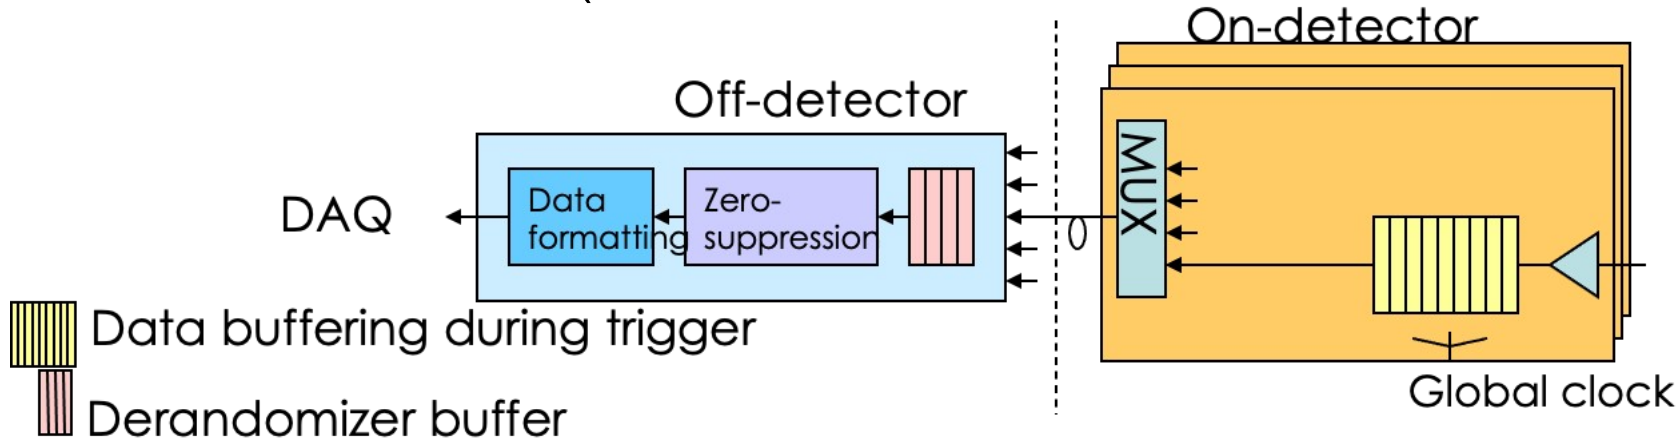 On-detector
Off-detector
MUX
DAQ
Data
formatting
Zero-
suppression
Data buffering during trigger
Global clock
Derandomizer buffer